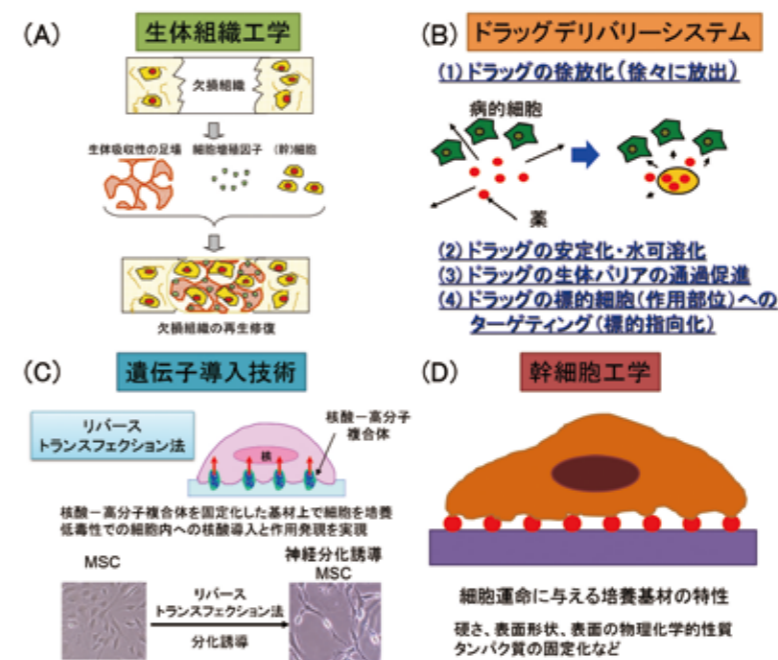 (A)
生体組織工学
欠損組織
生体吸収性の足場 細胞増殖因子 (幹)細胞
欠損組織の再生修復
(B)
ドラッグデリバリーシステム
(1)ドラッグの徐放化(徐々に放出)
病的細胞
薬
(2)ドラッグの安定化・水可溶化
(3)ドラッグの生体バリアの通過促進
(4)ドラッグの標的細胞(作用部位)への
ターゲティング(標的指向化)
(C)
遺伝子導入技術
リバース
トランスフェクション法
核酸−高分子
複合体
核
核酸−高分子複合体を固定化した基材上で細胞を培養
低毒性での細胞内への核酸導入と作用発現を実現
MSC
神経分化誘導
MSC
リバース
トランスフェクション法
分化誘導
(D)
幹細胞工学
細胞運命に与える培養基材の特性
硬さ、表面形状、表面の物理化学的性質
タンパク質の固定化など